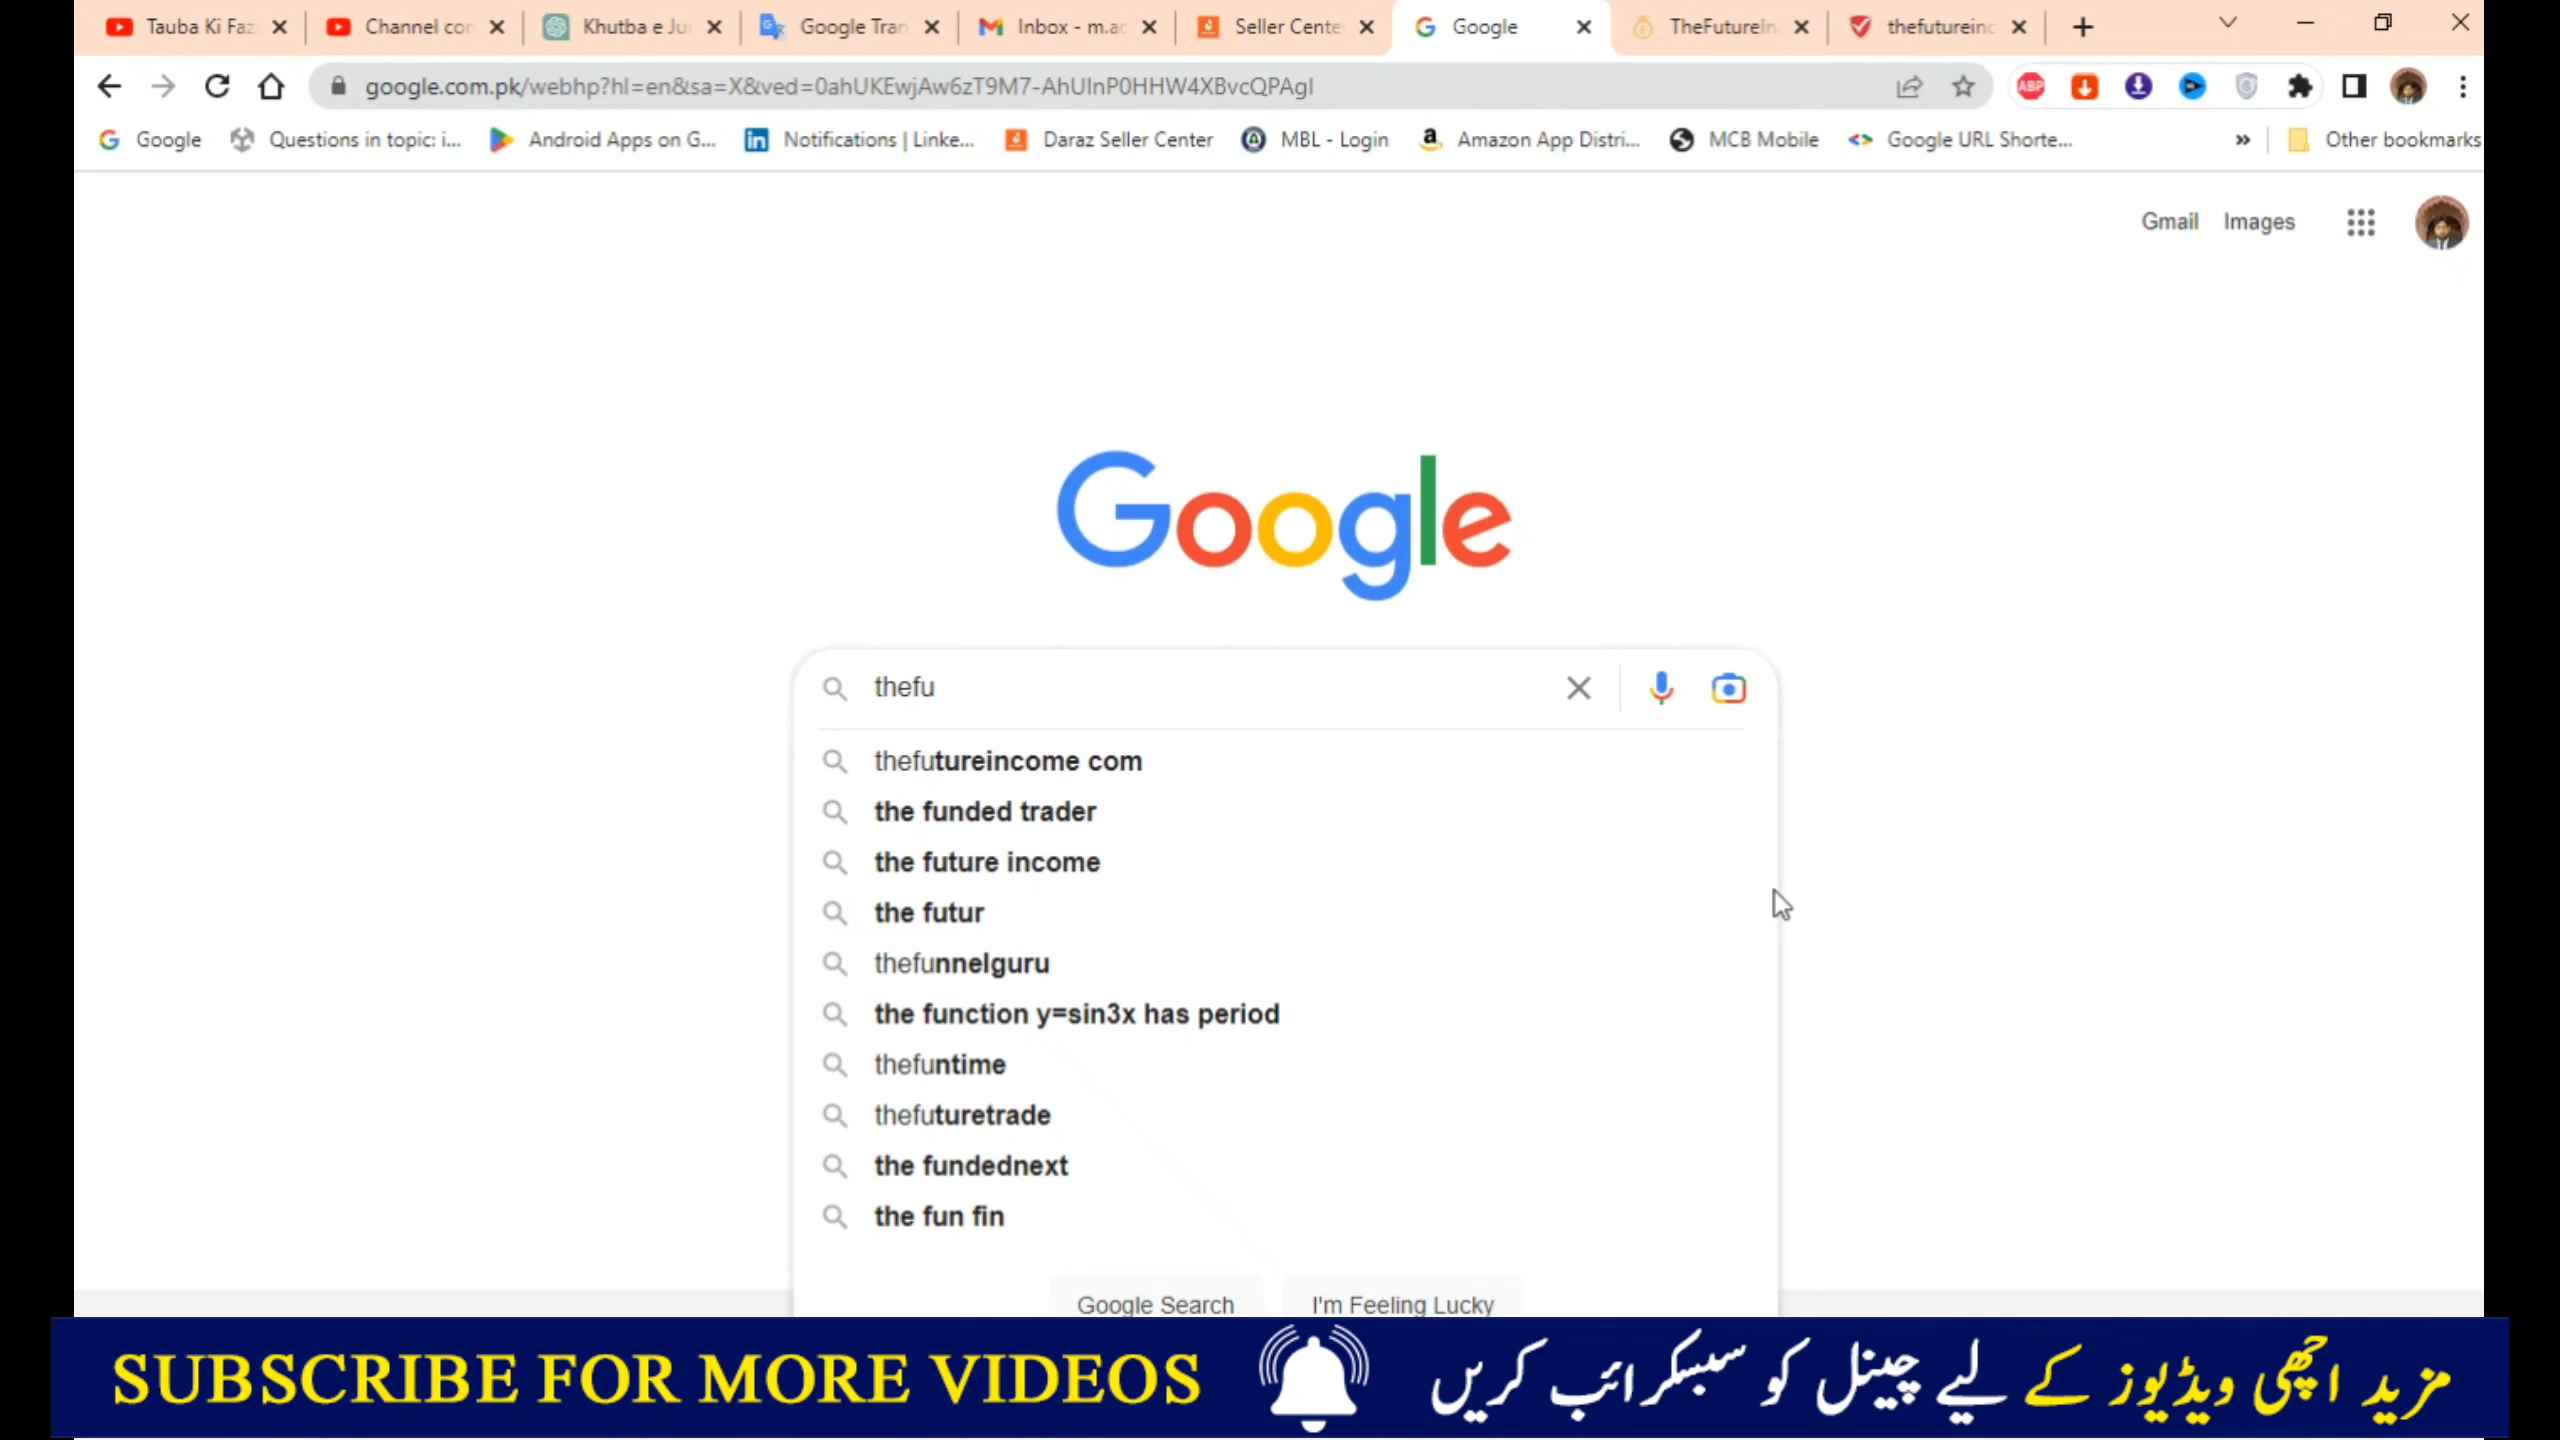 Tauba Ki Faz
Channel con
Khutba e Ju
Google Tran
Inbox - m.ac
Seller Cente
Google
TheFutureIn
thefutureinc
google.com.pk/webhp?hl=en&sa=X&ved=0ahUKEwjAw6zT9M7-AhUInP0HHW4XBvcQPAgI
ABP
Google
Questions in topic: i...
Android Apps on G...
Notifications | Linke...
Daraz Seller Center
MBL - Login
Amazon App Distri...
MCB Mobile
Google URL Shorte...
Other bookmarks
Gmail Images
Google
thefu
thefutureincome com
the funded trader
the future income
the futur
thefunnelguru
the function y=sin3x has period
thefuntime
thefuturetrade
the fundednext
the fun fin
Google Search I'm Feeling Lucky
SUBSCRIBE FOR MORE VIDEOS
مزید اچھی ویڈیوز کے لیے چینل کو سبسکرائب کریں